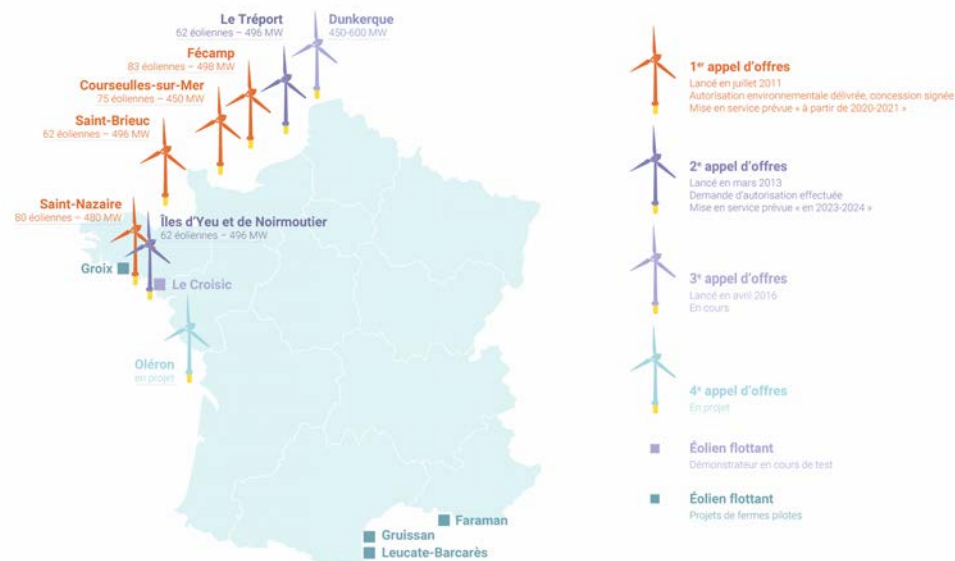 Le Tréport
62 éoliennes – 496 MW
Dunkerque
450-600 MW
Fécamp
83 éoliennes – 498 MW
Courseulles-sur-Mer
75 éoliennes – 450 MW
Saint-Brieuc
62 éoliennes – 496 MW
Saint-Nazaire
80 éoliennes – 480 MW
Îles d'Yeu et de Noirmoutier
62 éoliennes – 496 MW
Groix
Le Croisic
Oléron
en projet
Faraman
Gruissan
Leucate-Barcarès
1er appel d'offres
Lancé en juillet 2011
Autorisation environnementale délivrée, concession signée
Mise en service prévue « à partir de 2020-2021 »
2e appel d'offres
Lancé en mars 2013
Demande d'autorisation effectuée
Mise en service prévue « en 2023-2024 »
3e appel d'offres
Lancé en avril 2016
En cours
4e appel d'offres
En projet
Éolien flottant
Démonstrateur en cours de test
Éolien flottant
Projets de fermes pilotes